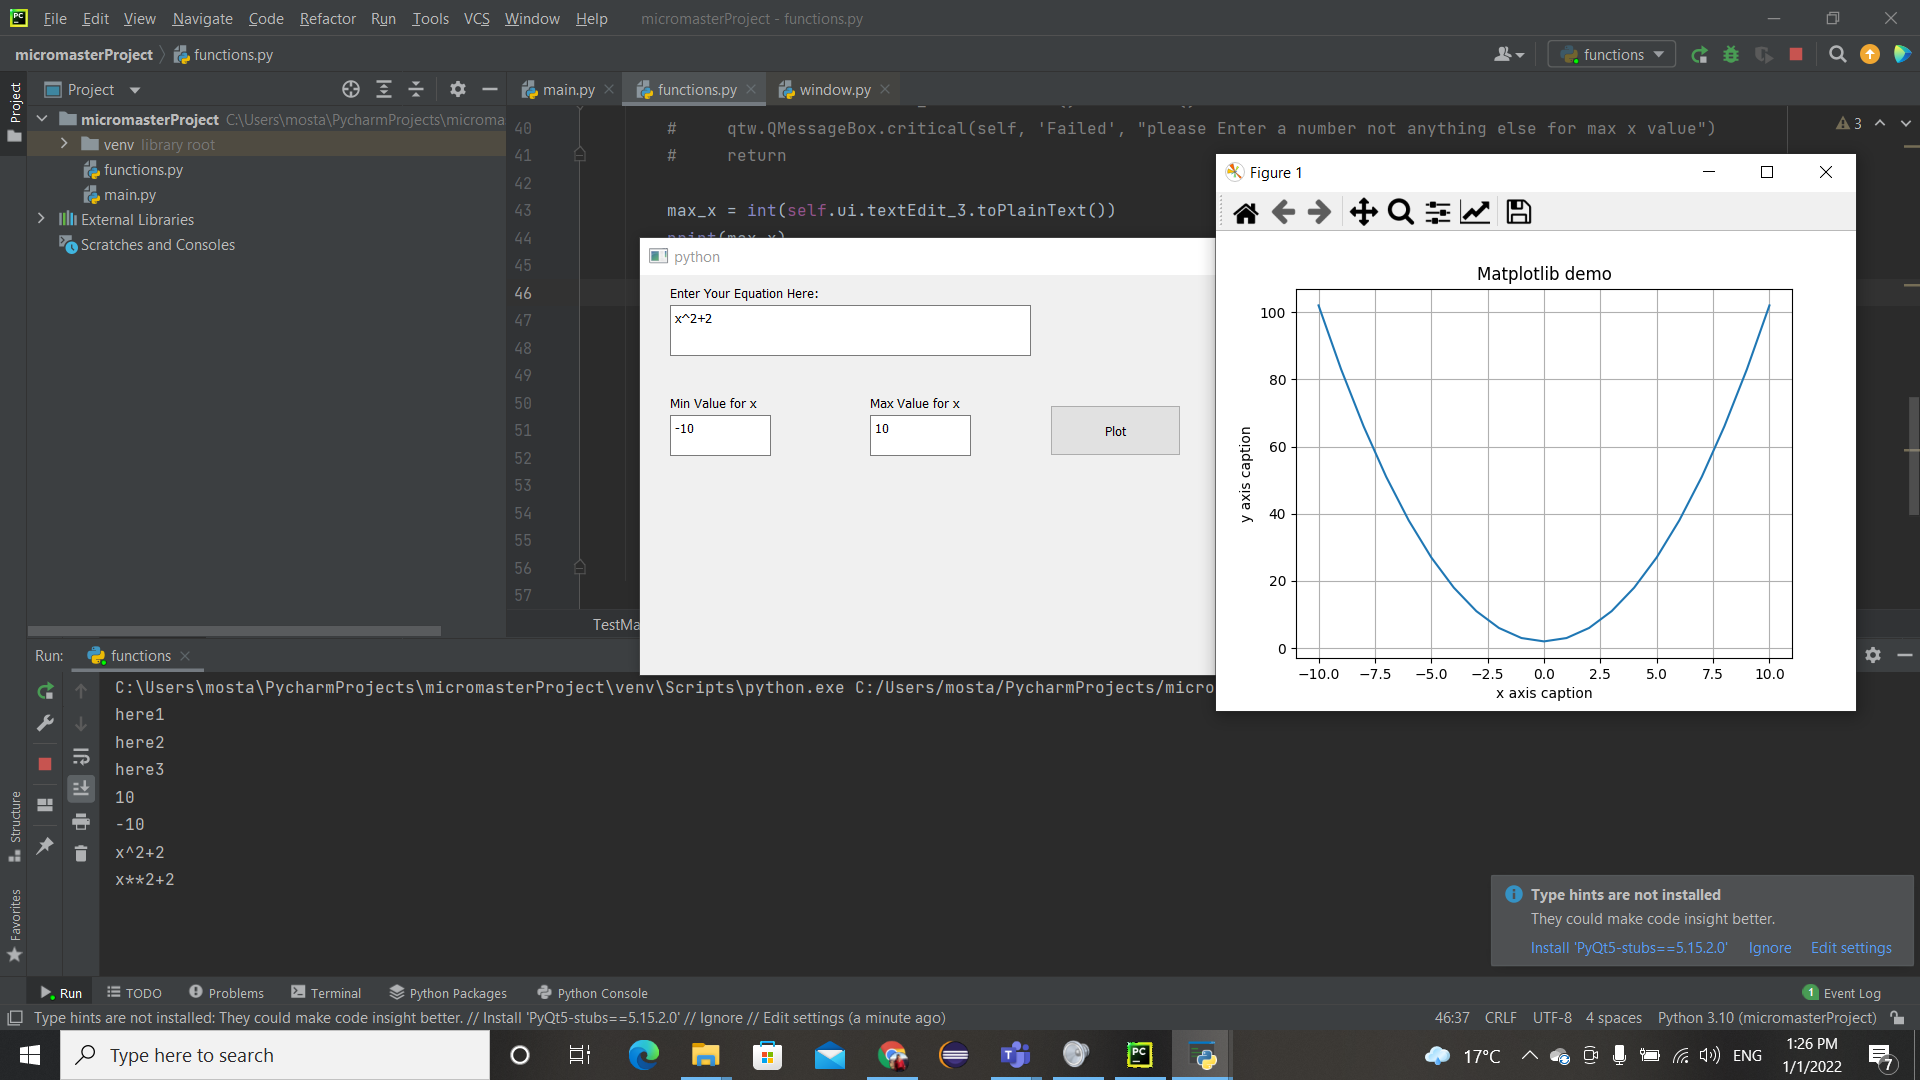 File Edit View Navigate Code Refactor Run Tools VCS Window Help micromasterProject - functions.py
micromasterProject functions.py
functions
Project
Project
main.py functions.py window.py
micromasterProject C:\Users\mosta\PycharmProjects\microma
venv library root
functions.py
main.py
External Libraries
Scratches and Consoles
40 # qtw.QMessageBox.critical(self, 'Failed', "please Enter a number not anything else for max x value")
3
41 # return
42
43 max_x = int(self.ui.textEdit_3.toPlainText())
44
45
46
47
48
49
50
51
52
53
54
55
56
57
TestMa
python
Enter Your Equation Here:
x^2+2
Min Value for x
-10
Max Value for x
10
Plot
Figure 1
Matplotlib demo
100
80
60
40
20
0
y axis caption
−10.0 −7.5 −5.0 −2.5 0.0 2.5 5.0 7.5 10.0
x axis caption
Run: functions
C:\Users\mosta\PycharmProjects\micromasterProject\venv\Scripts\python.exe C:/Users/mosta/PycharmProjects/micro
here1
here2
here3
10
-10
x^2+2
x**2+2
Structure
Favorites
Type hints are not installed
They could make code insight better.
Install 'PyQt5-stubs==5.15.2.0' Ignore Edit settings
Run TODO Problems Terminal Python Packages Python Console
1 Event Log
Type hints are not installed: They could make code insight better. // Install 'PyQt5-stubs==5.15.2.0' // Ignore // Edit settings (a minute ago)
46:37 CRLF UTF-8 4 spaces Python 3.10 (micromasterProject)
Type here to search
17°C
ENG
1:26 PM
1/1/2022
7